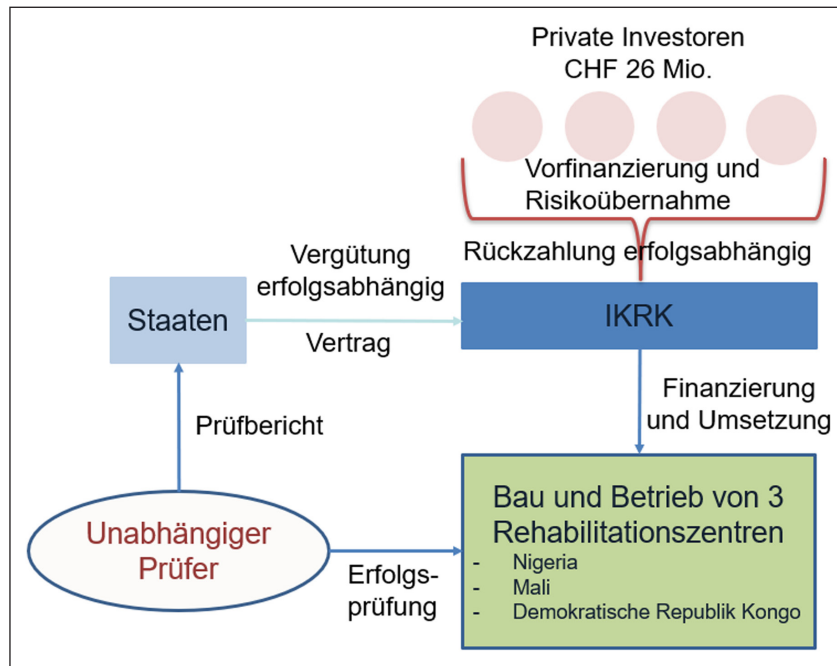 Private Investoren
CHF 26 Mio.
Vorfinanzierung und
Risikoübernahme
Rückzahlung erfolgsabhängig
Vergütung
erfolgsabhängig
Staaten
IKRK
Vertrag
Finanzierung
und Umsetzung
Prüfbericht
Bau und Betrieb von 3
Rehabilitationszentren
- Nigeria
- Mali
- Demokratische Republik Kongo
Unabhängiger
Prüfer
Erfolgs-
prüfung